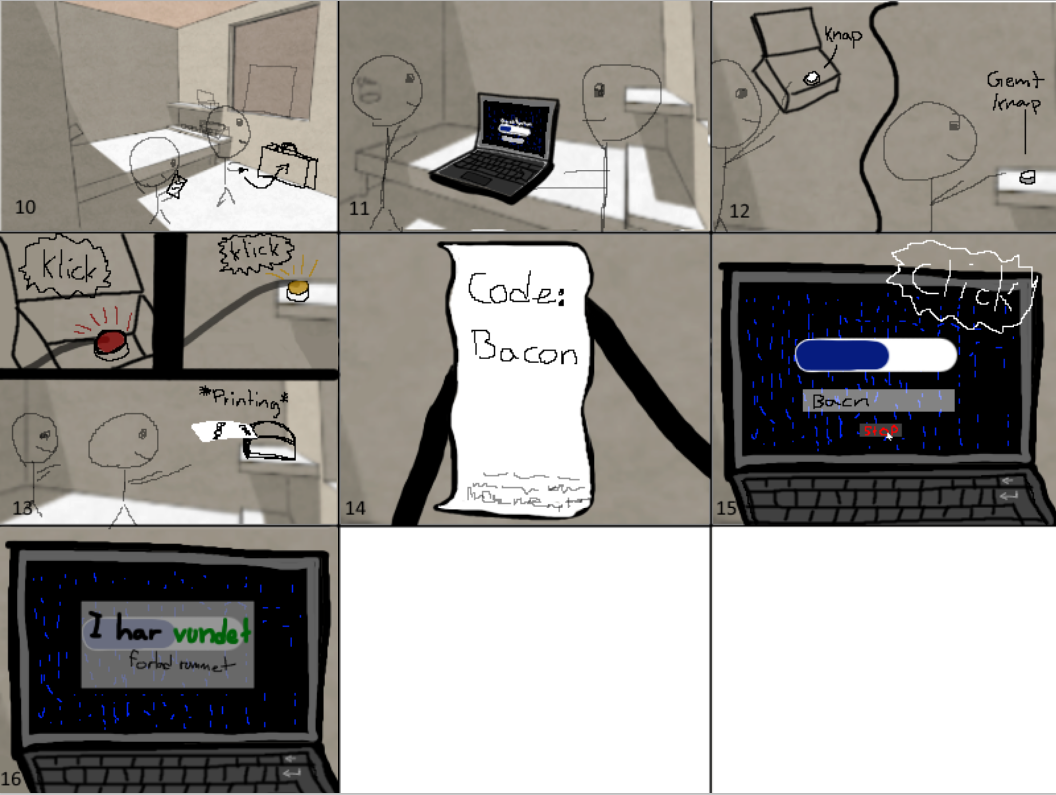 10
11
12
Knap
Gemt
knap
Klick
klick
*Printing*
13
Code:
Bacon
14
Click
Bacn
Stop
15
I har vundet
forlad rummet
16